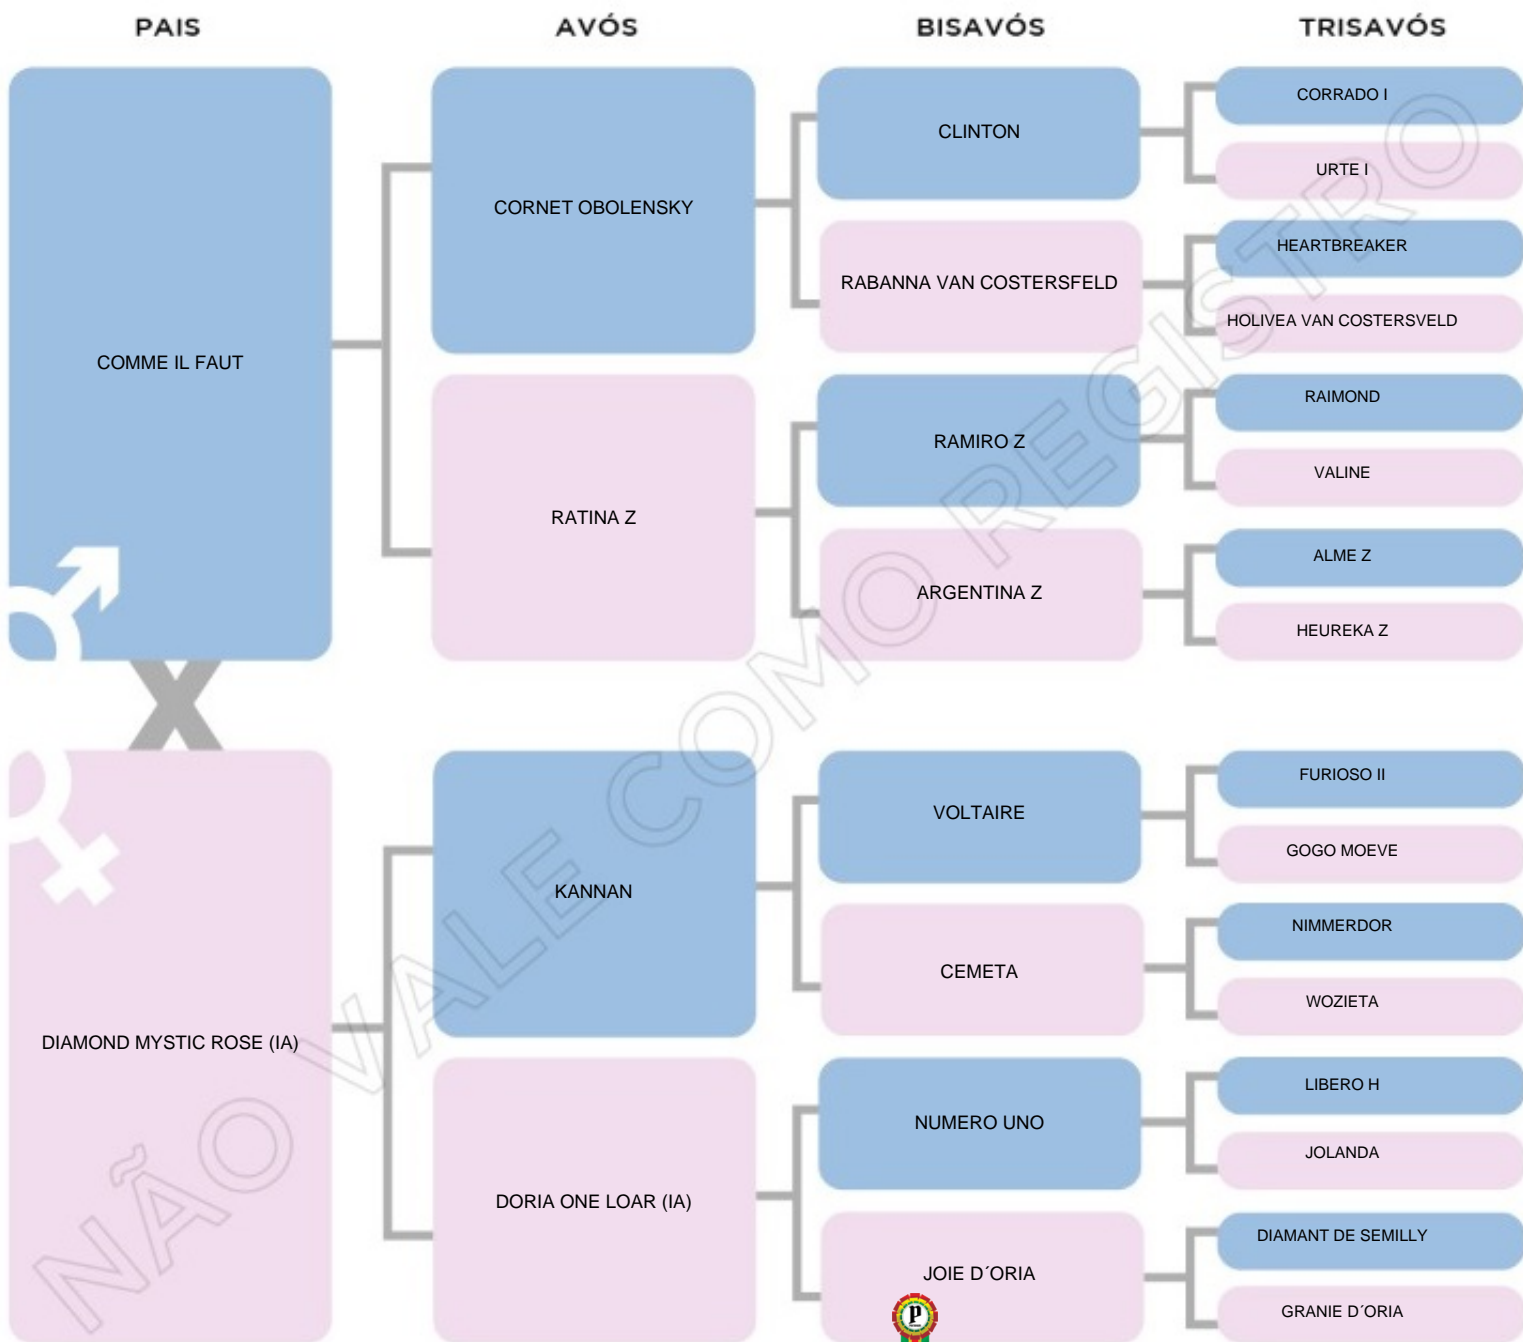 PAIS AVÓS BISAVÓS TRISAVÓS
COMME IL FAUT
CORNET OBOLENSKY
RATINA Z
CLINTON
RABANNA VAN COSTERSFELD
RAMIRO Z
ARGENTINA Z
CORRADO I
URTE I
HEARTBREAKER
HOLIVEA VAN COSTERSVELD
RAIMOND
VALINE
ALME Z
HEUREKA Z
X
DIAMOND MYSTIC ROSE (IA)
KANNAN
DORIA ONE LOAR (IA)
VOLTAIRE
CEMETA
NUMERO UNO
JOIE D´ORIA
p
FURIOSO II
GOGO MOEVE
NIMMERDOR
WOZIETA
LIBERO H
JOLANDA
DIAMANT DE SEMILLY
GRANIE D´ORIA
NÃO VALE COMO REGISTRO